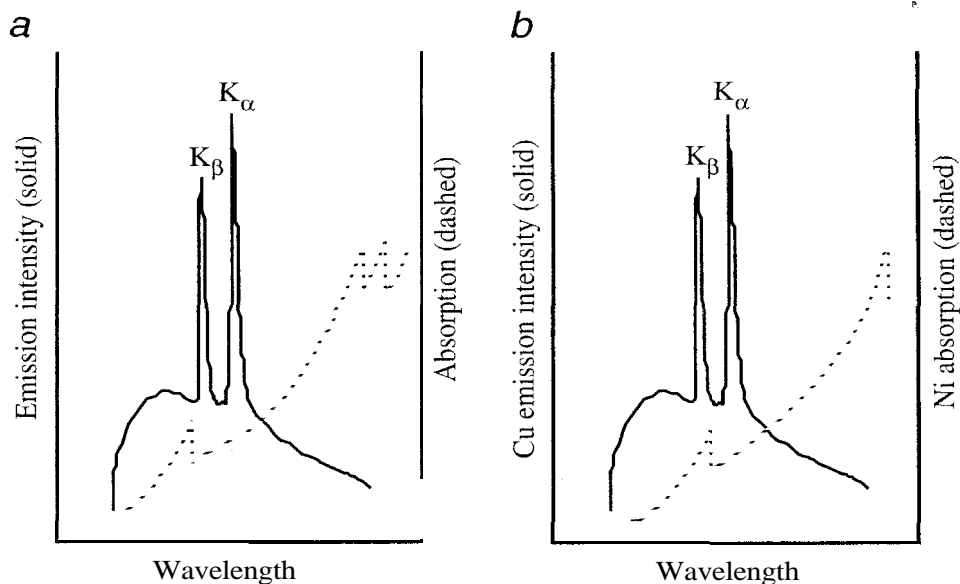 a
K_α
K_β
Emission intensity (solid)
Absorption (dashed)
Wavelength
b
K_α
K_β
Cu emission intensity (solid)
Ni absorption (dashed)
Wavelength